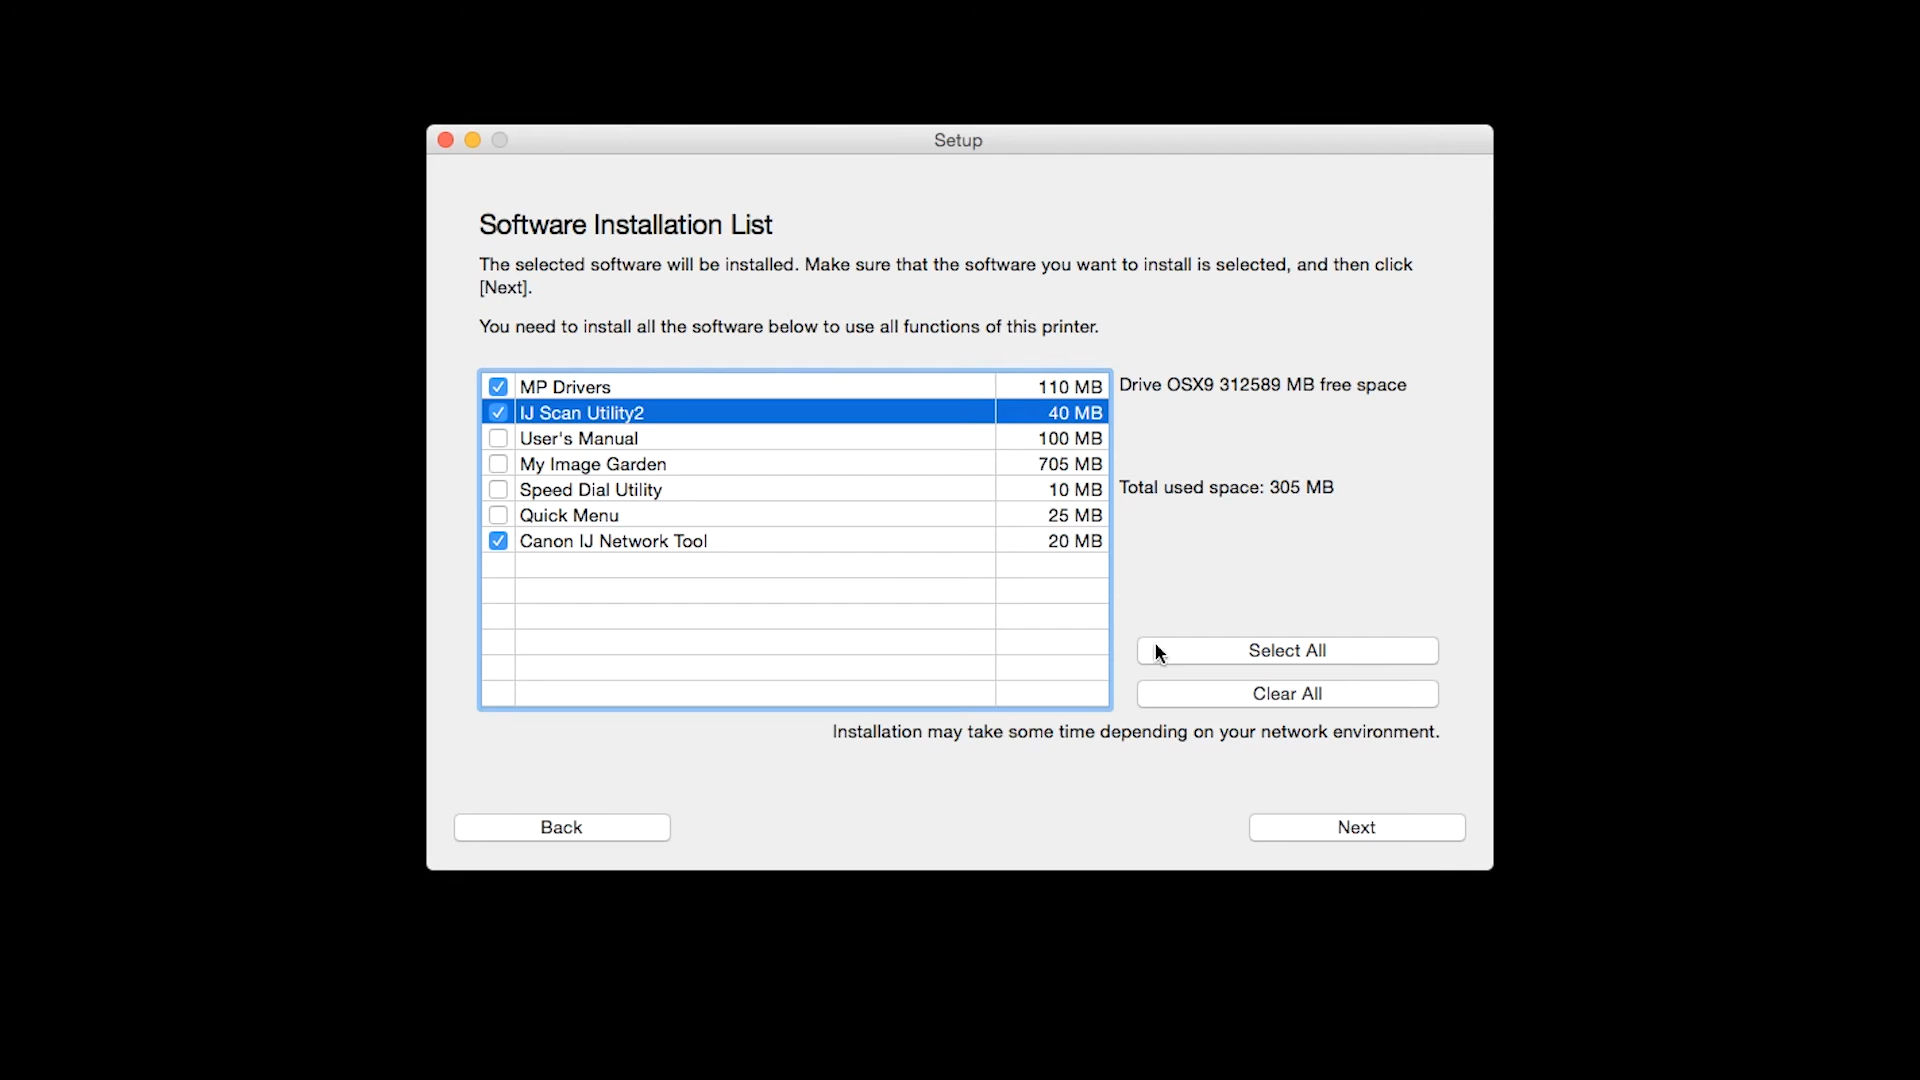 Setup
Software Installation List
The selected software will be installed. Make sure that the software you want to install is selected, and then click
[Next].
You need to install all the software below to use all functions of this printer.
MP Drivers 110 MB
IJ Scan Utility2 40 MB
User's Manual 100 MB
My Image Garden 705 MB
Speed Dial Utility 10 MB
Quick Menu 25 MB
Canon IJ Network Tool 20 MB
Drive OSX9 312589 MB free space
Total used space: 305 MB
Select All
Clear All
Installation may take some time depending on your network environment.
Back
Next